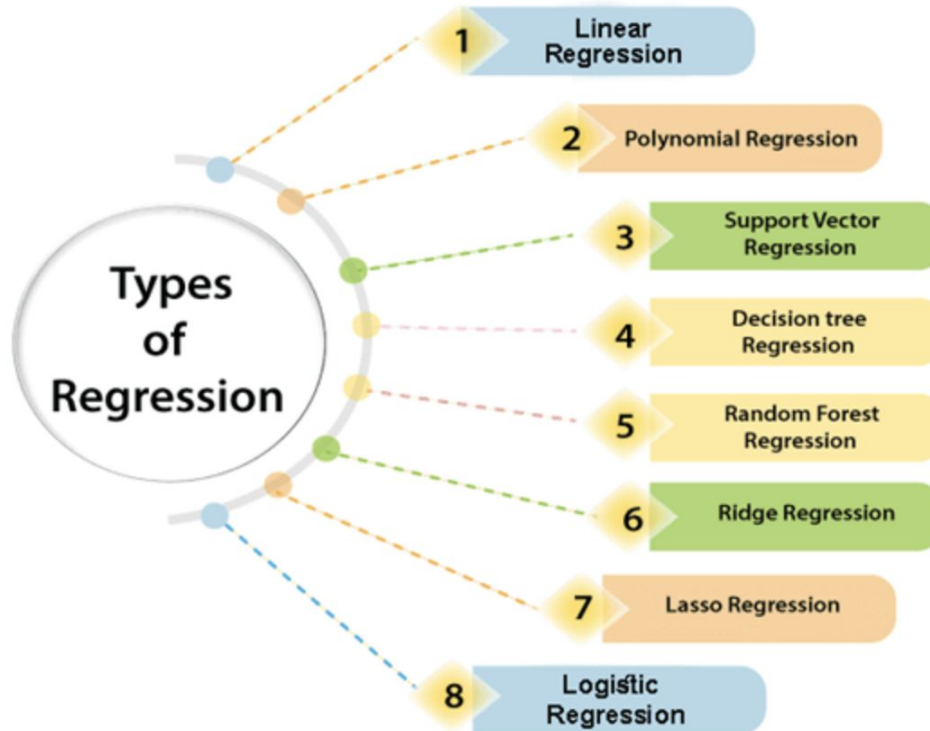 Types
of
Regression
1
Linear
Regression
2
Polynomial Regression
3
Support Vector
Regression
4
Decision tree
Regression
5
Random Forest
Regression
6
Ridge Regression
7
Lasso Regression
8
Logistic
Regression